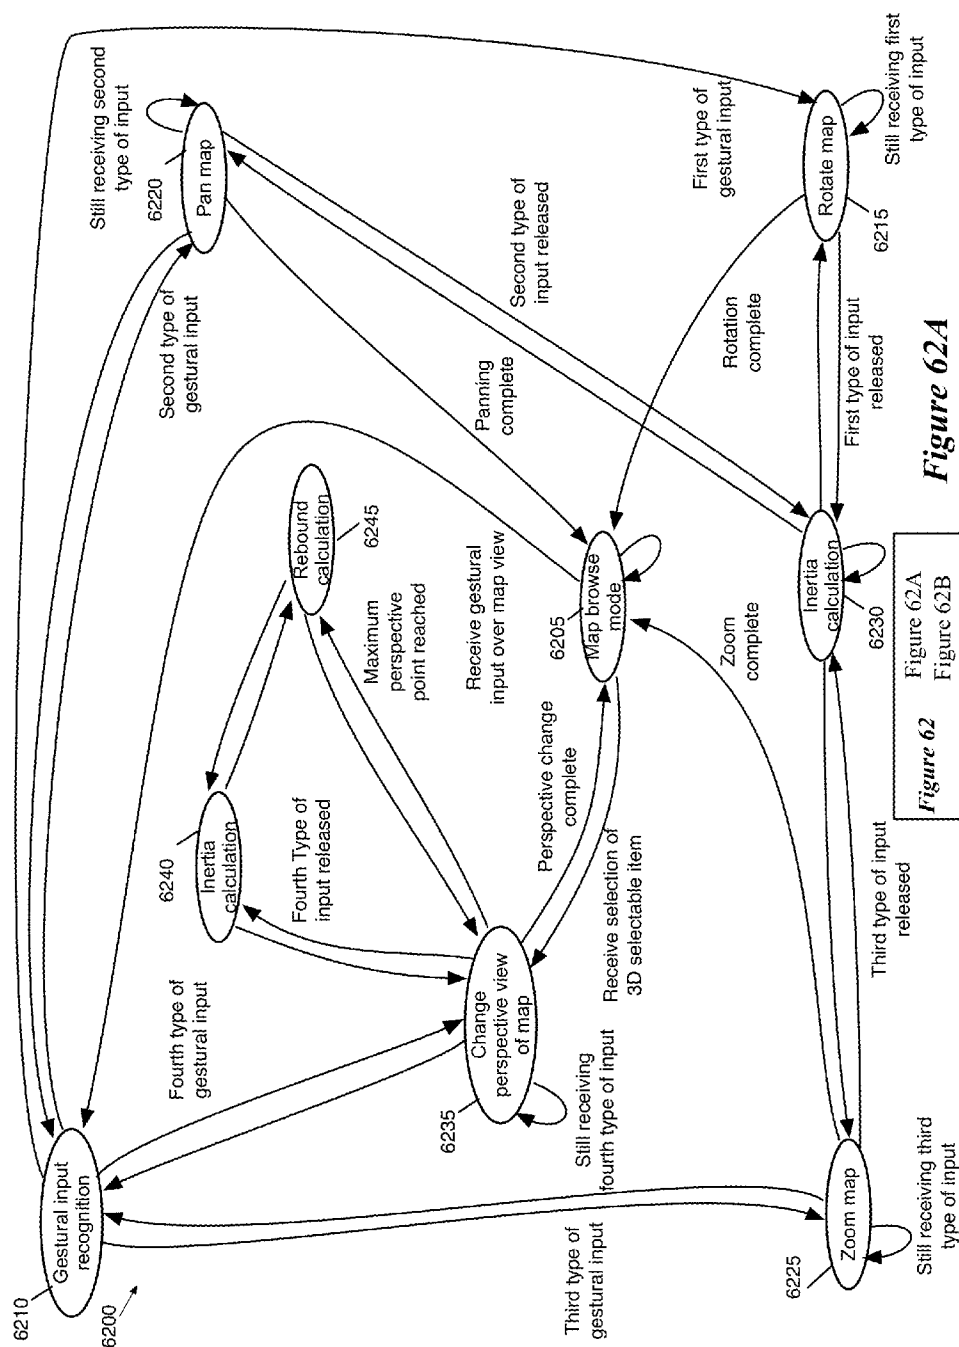 6210
6200
Gestural input
recognition
Third type of
gestural input
6225
Zoom map
Still receiving third
type of input
Fourth type of
gestural input
6235
Change
perspective view
of map
Still receiving
fourth type of input
6240
Inertia
calculation
Fourth Type of
input released
Rebound
calculation
6245
Maximum
perspective
point reached
Receive gestural
input over map view
Perspective change
complete
Receive selection of
3D selectable item
6205
Map browse
mode
Zoom
complete
Third type of input
released
Inertia
calculation
6230
Second type of
gestural input
6220
Pan map
Still receiving second
type of input
Panning
complete
Second type of
input released
First type of
gestural input
Rotation
complete
First type of input
released
Rotate map
6215
Still receiving first
type of input
Figure 62
Figure 62A
Figure 62B
Figure 62A